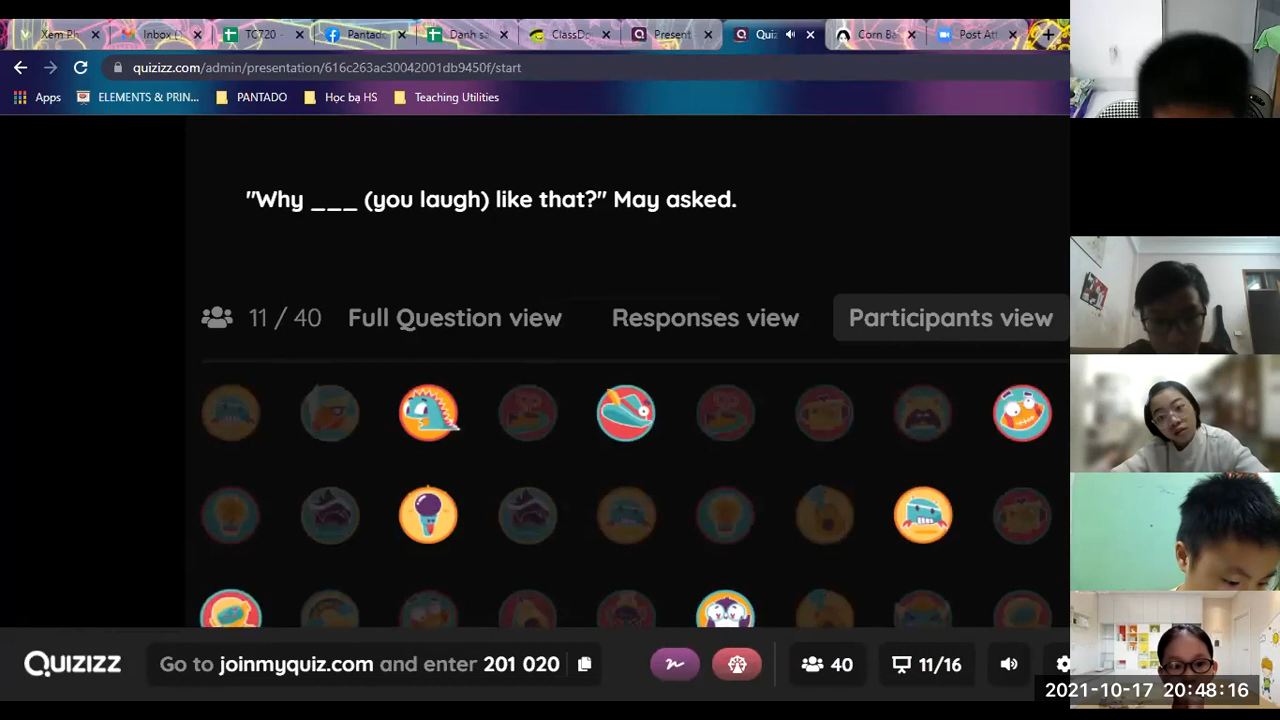 Xem Ph
Inbox (
TC720 -
Pantado
Danh sa
ClassDo
Present
Quiz
Corn Ba
Post Att
quizizz.com/admin/presentation/616c263ac30042001db9450f/start
Apps
ELEMENTS & PRIN...
PANTADO
Học bạ HS
Teaching Utilities
"Why ___ (you laugh) like that?" May asked.
11 / 40
Full Question view
Responses view
Participants view
QUIZIZZ
Go to joinmyquiz.com and enter 201 020
40
11/16
2021-10-17 20:48:16